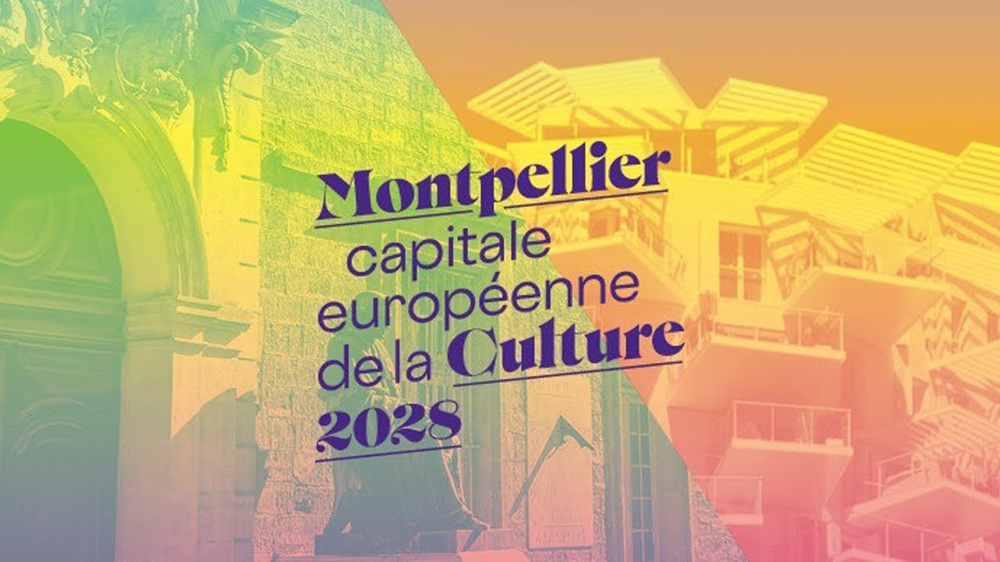 Montpellier
capitale
européenne
de la Culture
2028